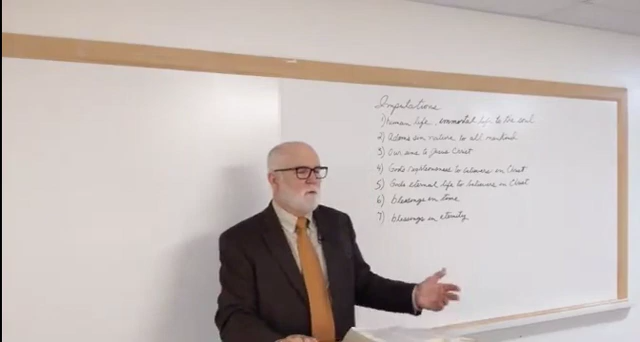 Imputations
1) human life, immortal life to the soul
2) Adams sin nature to all mankind
3) Our sins to Jesus Christ
4) Gods righteousness to believers in Christ
5) Gods eternal life to believers in Christ
6) blessings in time
7) blessings in eternity